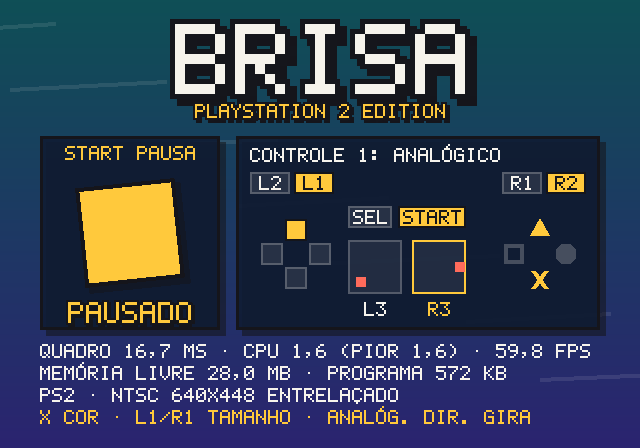 BRISA
PLAYSTATION 2 EDITION
START PAUSA
PAUSADO
CONTROLE 1: ANALÓGICO
L2 L1 R1 R2
SEL START
X
L3 R3
QUADRO 16,7 MS · CPU 1,6 (PIOR 1,6) · 59,8 FPS
MEMÓRIA LIVRE 28,0 MB · PROGRAMA 572 KB
PS2 · NTSC 640X448 ENTRELAÇADO
X COR · L1/R1 TAMANHO · ANALÓG. DIR. GIRA